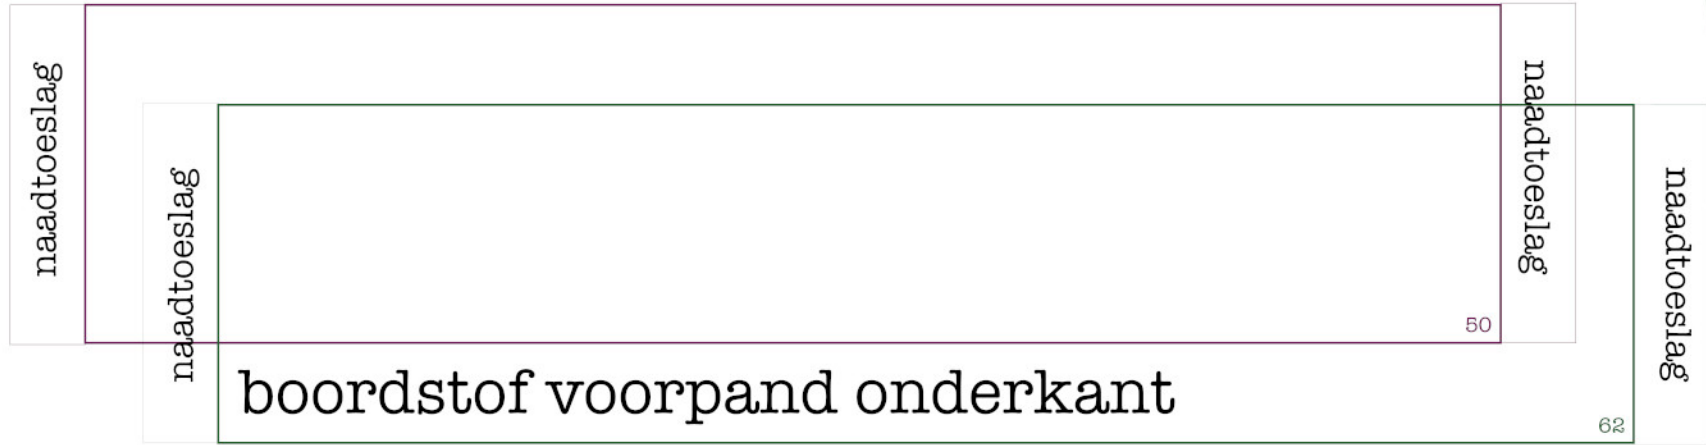 naadtoeslag
naadtoeslag
naadtoeslag
naadtoeslag
50
boordstof voorpand onderkant
62